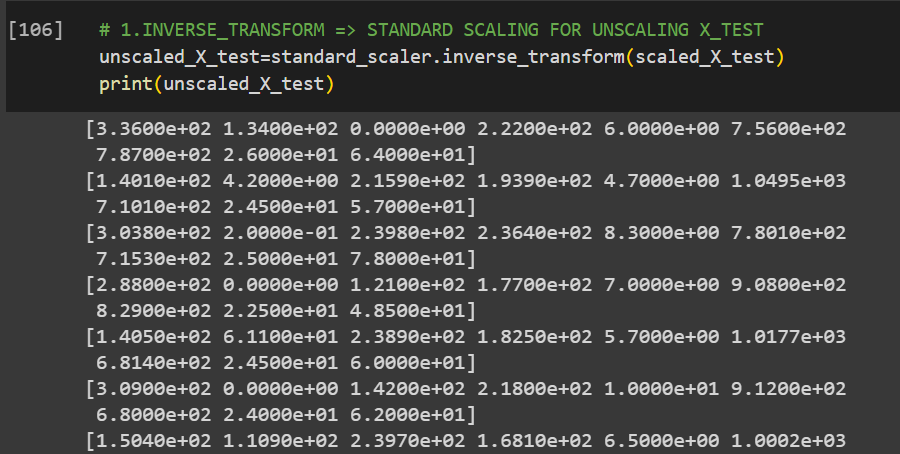 [106] # 1.INVERSE_TRANSFORM => STANDARD SCALING FOR UNSCALING X_TEST
unscaled_X_test=standard_scaler.inverse_transform(scaled_X_test)
print(unscaled_X_test)
[3.3600e+02 1.3400e+02 0.0000e+00 2.2200e+02 6.0000e+00 7.5600e+02
7.8700e+02 2.6000e+01 6.4000e+01]
[1.4010e+02 4.2000e+00 2.1590e+02 1.9390e+02 4.7000e+00 1.0495e+03
7.1010e+02 2.4500e+01 5.7000e+01]
[3.0380e+02 2.0000e-01 2.3980e+02 2.3640e+02 8.3000e+00 7.8010e+02
7.1530e+02 2.5000e+01 7.8000e+01]
[2.8800e+02 0.0000e+00 1.2100e+02 1.7700e+02 7.0000e+00 9.0800e+02
8.2900e+02 2.2500e+01 4.8500e+01]
[1.4050e+02 6.1100e+01 2.3890e+02 1.8250e+02 5.7000e+00 1.0177e+03
6.8140e+02 2.4500e+01 6.0000e+01]
[3.0900e+02 0.0000e+00 1.4200e+02 2.1800e+02 1.0000e+01 9.1200e+02
6.8000e+02 2.4000e+01 6.2000e+01]
[1.5040e+02 1.1090e+02 2.3970e+02 1.6810e+02 6.5000e+00 1.0002e+03